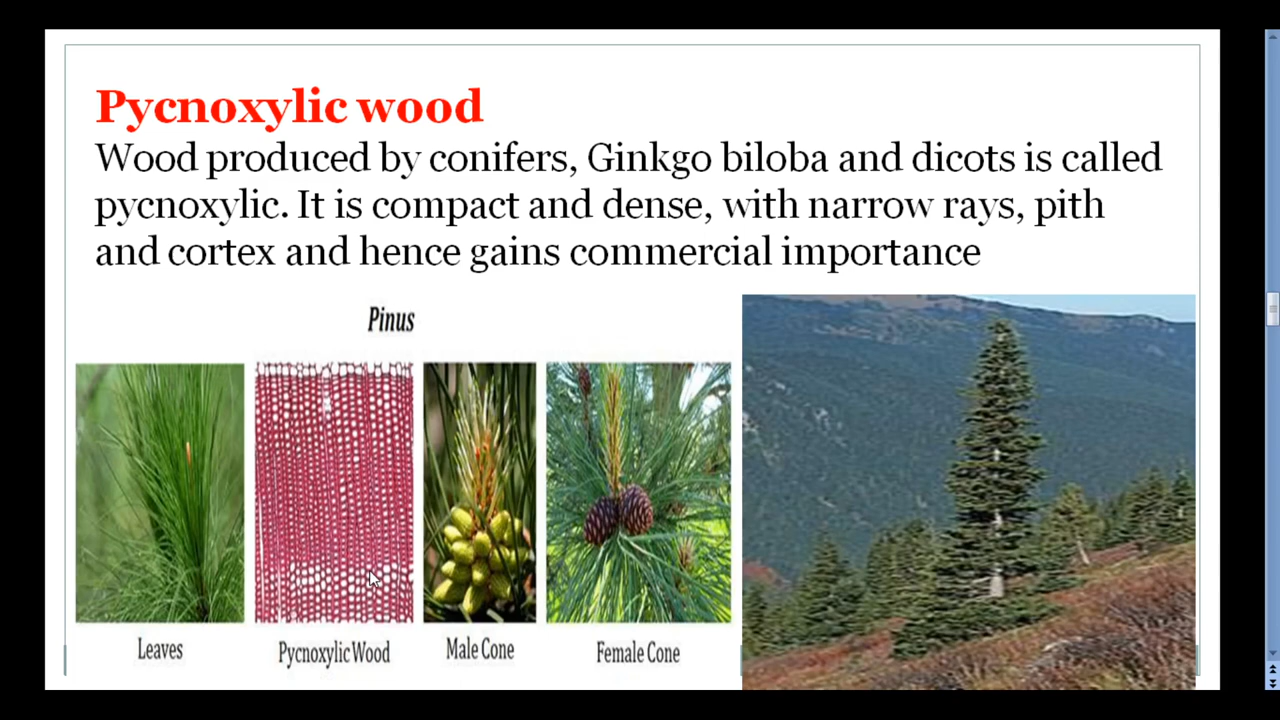 Pycnoxylic wood
Wood produced by conifers, Ginkgo biloba and dicots is called
pycnoxylic. It is compact and dense, with narrow rays, pith
and cortex and hence gains commercial importance
Pinus
Leaves
Pycnoxylic Wood
Male Cone
Female Cone